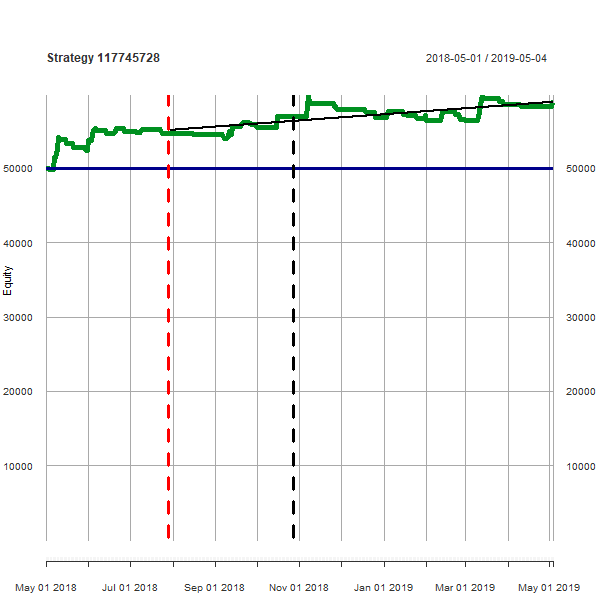 Strategy 117745728
2018-05-01 / 2019-05-04
50000
50000
40000
40000
Equity
30000
30000
20000
20000
10000
10000
May 01 2018
Jul 01 2018
Sep 01 2018
Nov 01 2018
Jan 01 2019
Mar 01 2019
May 01 2019